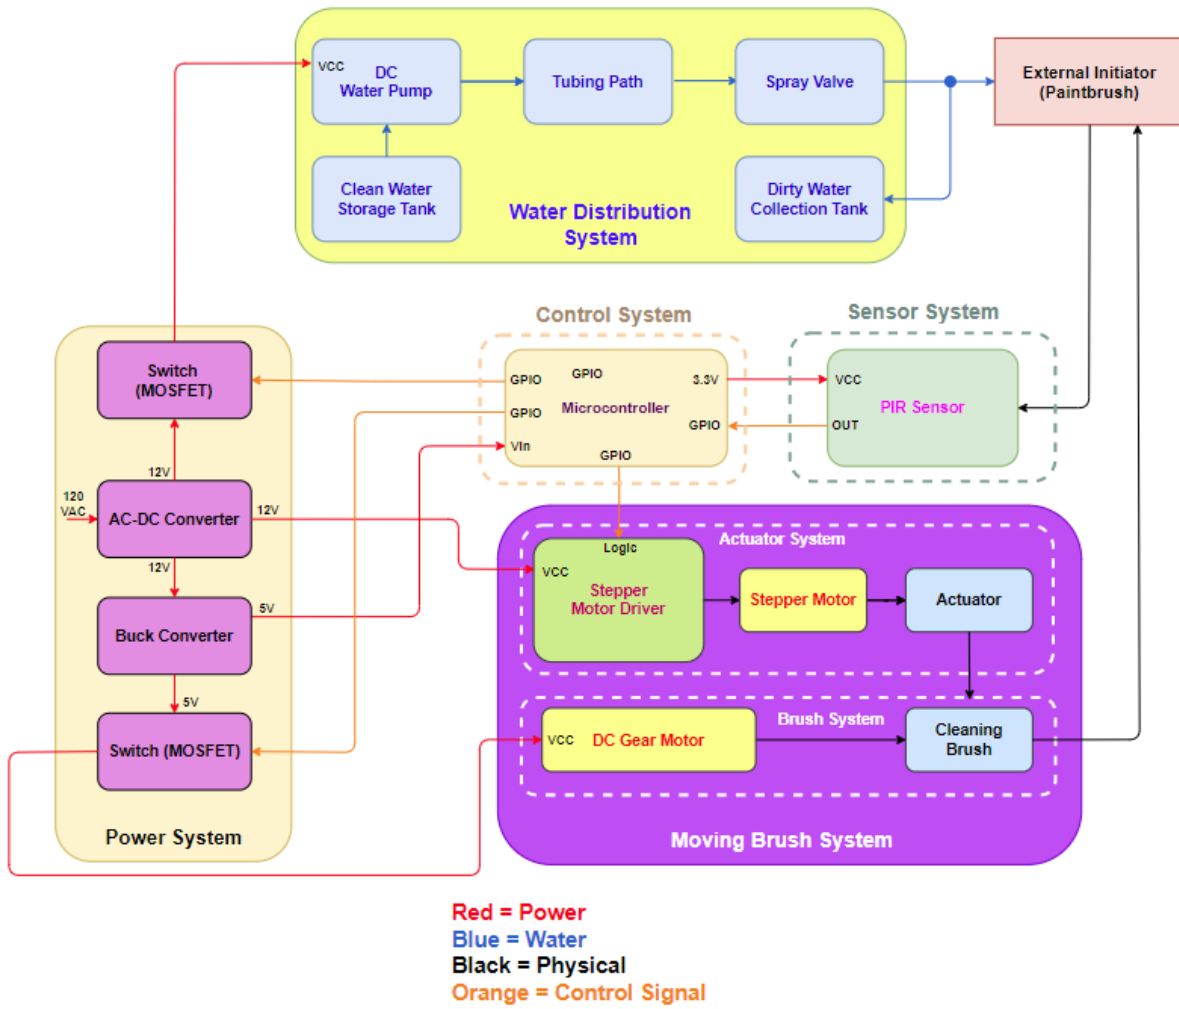 VCC
DC
Water Pump
Tubing Path
Spray Valve
External Initiator
(Paintbrush)
Clean Water
Storage Tank
Dirty Water
Collection Tank
Water Distribution
System
Control System
Sensor System
Switch
(MOSFET)
GPIO
GPIO
3.3V
VCC
GPIO
Microcontroller
PIR Sensor
GPIO
OUT
VIn
GPIO
12V
120
VAC
AC-DC Converter
12V
12V
Buck Converter
5V
5V
Switch (MOSFET)
Power System
Actuator System
Logic
VCC
Stepper
Motor Driver
Stepper Motor
Actuator
Brush System
VCC
DC Gear Motor
Cleaning
Brush
Moving Brush System
Red = Power
Blue = Water
Black = Physical
Orange = Control Signal